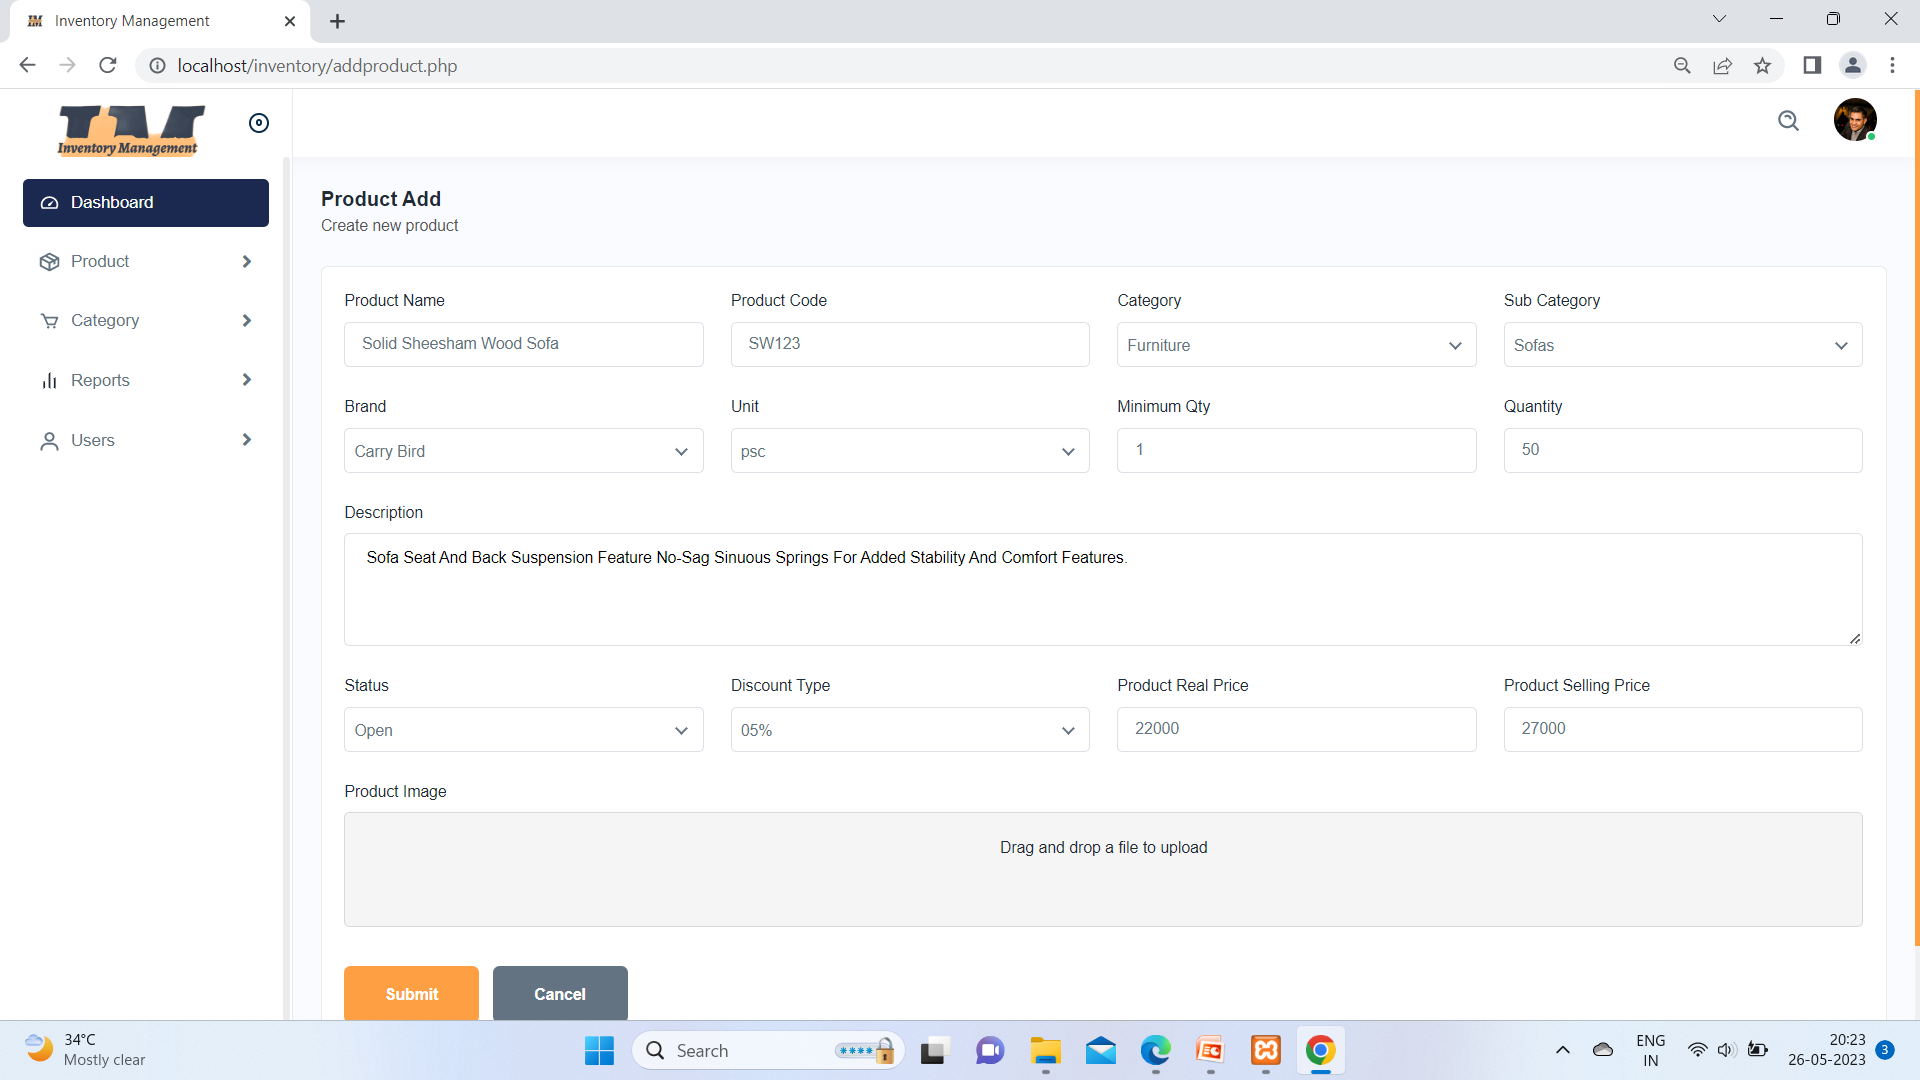 Inventory Management
localhost/inventory/addproduct.php
IM
Inventory Management
Dashboard
Product
Category
Reports
Users
Product Add
Create new product
Product Name
Product Code
Category
Sub Category
Solid Sheesham Wood Sofa
SW123
Furniture
Sofas
Brand
Unit
Minimum Qty
Quantity
Carry Bird
psc
1
50
Description
Sofa Seat And Back Suspension Feature No-Sag Sinuous Springs For Added Stability And Comfort Features.
Status
Discount Type
Product Real Price
Product Selling Price
Open
05%
22000
27000
Product Image
Drag and drop a file to upload
Submit
Cancel
34°C
Mostly clear
Search
****
ENG
IN
20:23
26-05-2023
3